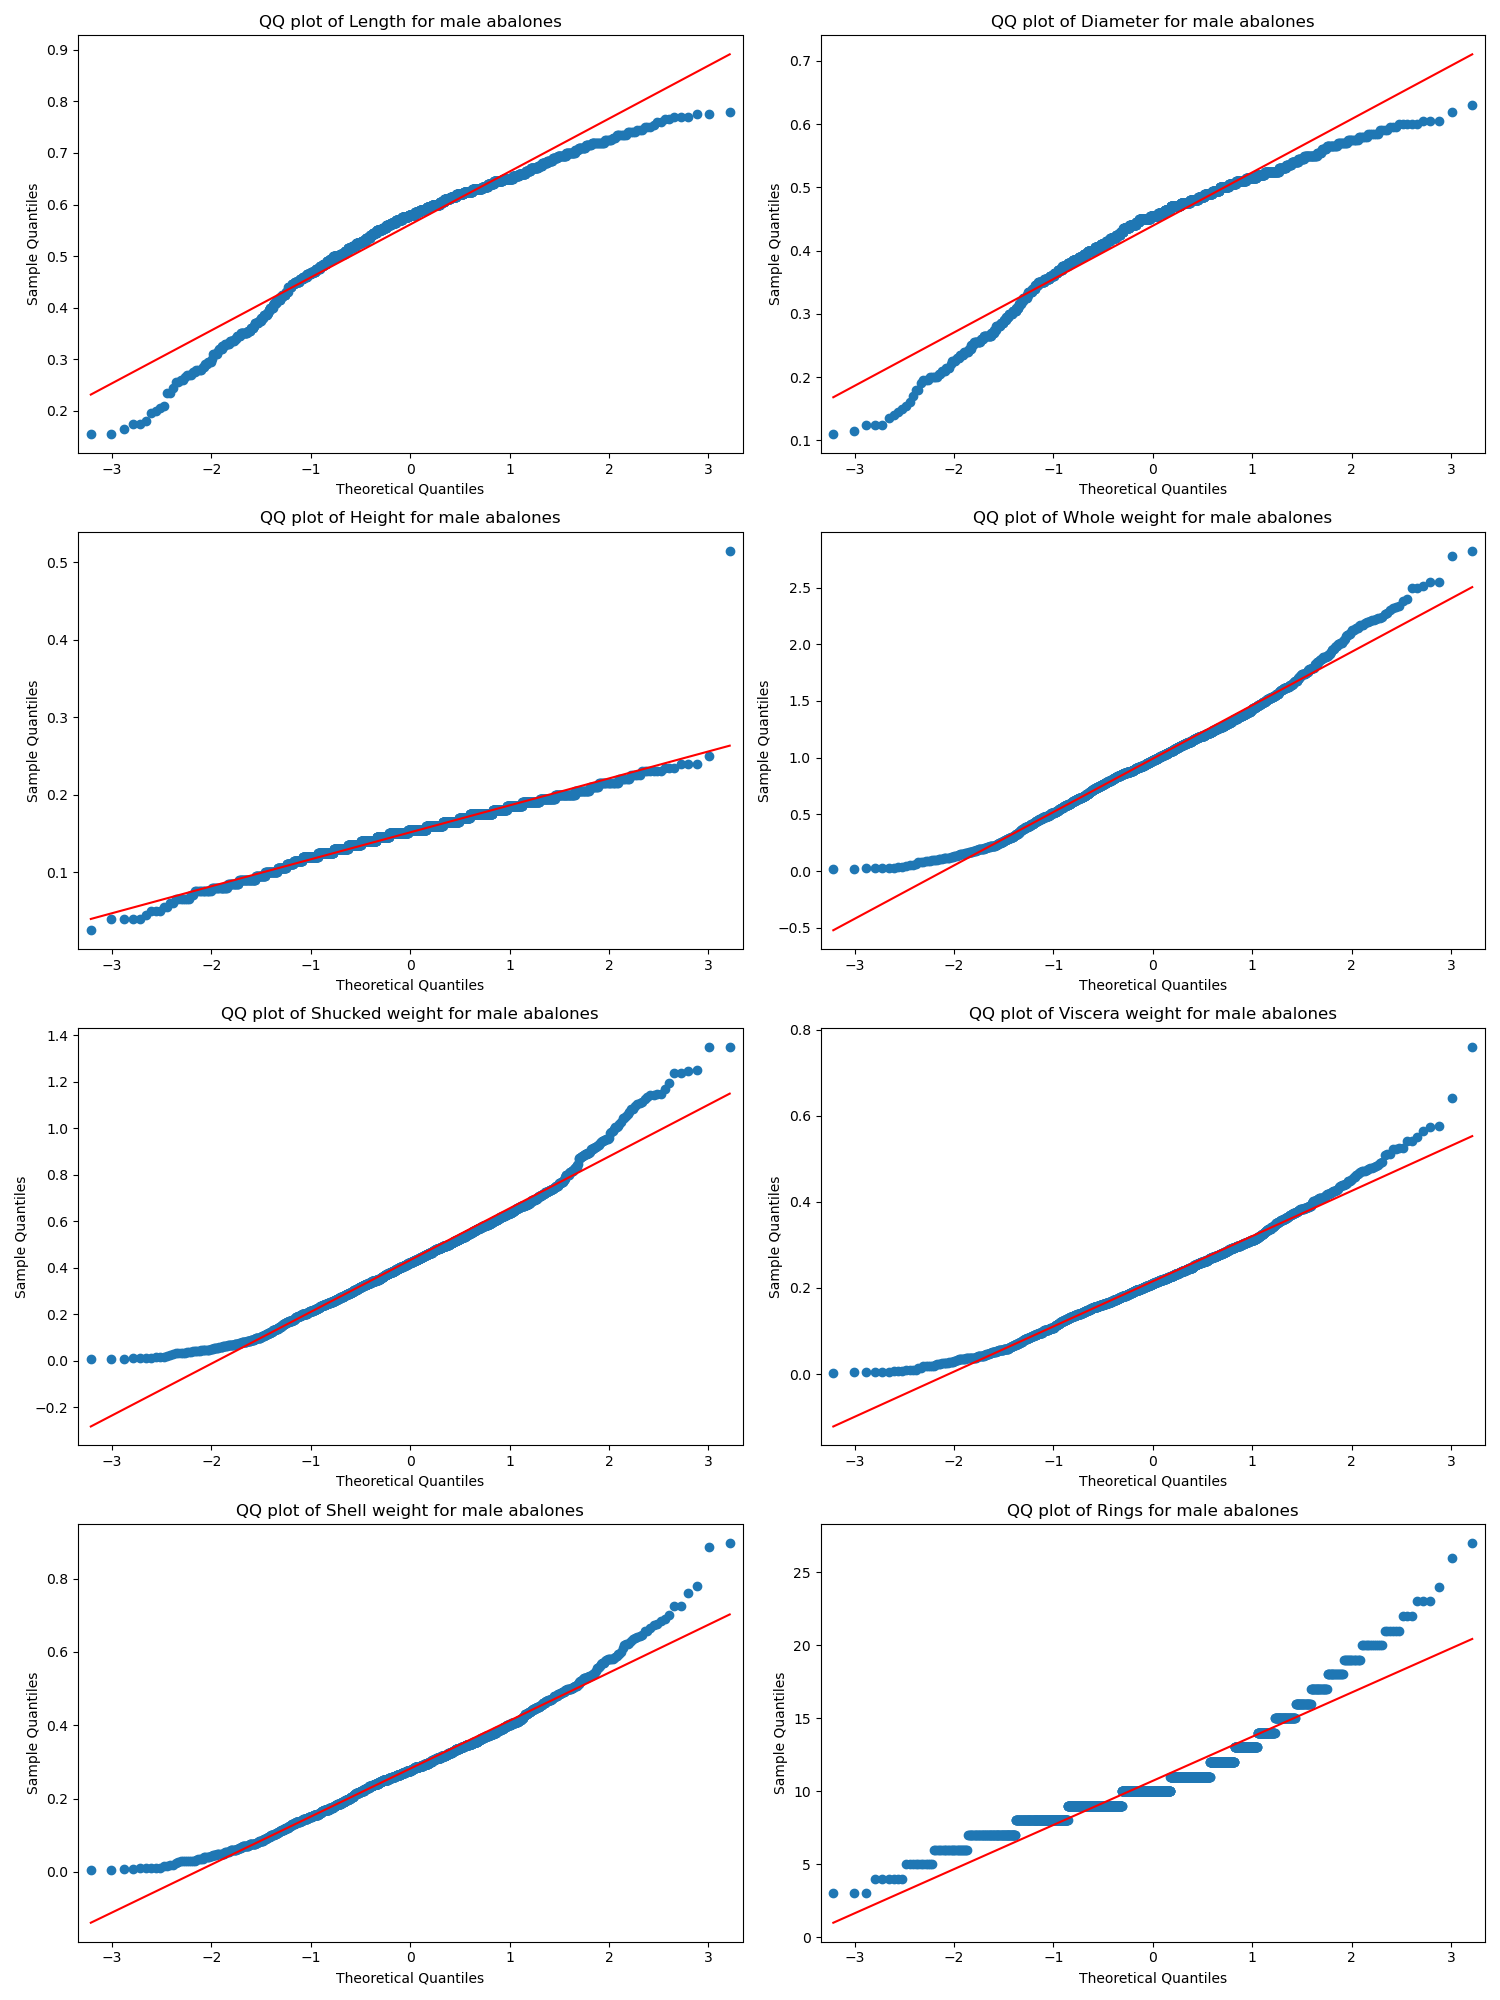 QQ plot of Length for male abalones
0.9
0.8
0.7
0.6
0.5
0.4
0.3
0.2
Sample Quantiles
−3 −2 −1 0 1 2 3
Theoretical Quantiles
QQ plot of Diameter for male abalones
0.7
0.6
0.5
0.4
0.3
0.2
0.1
Sample Quantiles
−3 −2 −1 0 1 2 3
Theoretical Quantiles
QQ plot of Height for male abalones
0.5
0.4
0.3
0.2
0.1
Sample Quantiles
−3 −2 −1 0 1 2 3
Theoretical Quantiles
QQ plot of Whole weight for male abalones
2.5
2.0
1.5
1.0
0.5
0.0
−0.5
Sample Quantiles
−3 −2 −1 0 1 2 3
Theoretical Quantiles
QQ plot of Shucked weight for male abalones
1.4
1.2
1.0
0.8
0.6
0.4
0.2
0.0
−0.2
Sample Quantiles
−3 −2 −1 0 1 2 3
Theoretical Quantiles
QQ plot of Viscera weight for male abalones
0.8
0.6
0.4
0.2
0.0
Sample Quantiles
−3 −2 −1 0 1 2 3
Theoretical Quantiles
QQ plot of Shell weight for male abalones
0.8
0.6
0.4
0.2
0.0
Sample Quantiles
−3 −2 −1 0 1 2 3
Theoretical Quantiles
QQ plot of Rings for male abalones
25
20
15
10
5
0
Sample Quantiles
−3 −2 −1 0 1 2 3
Theoretical Quantiles